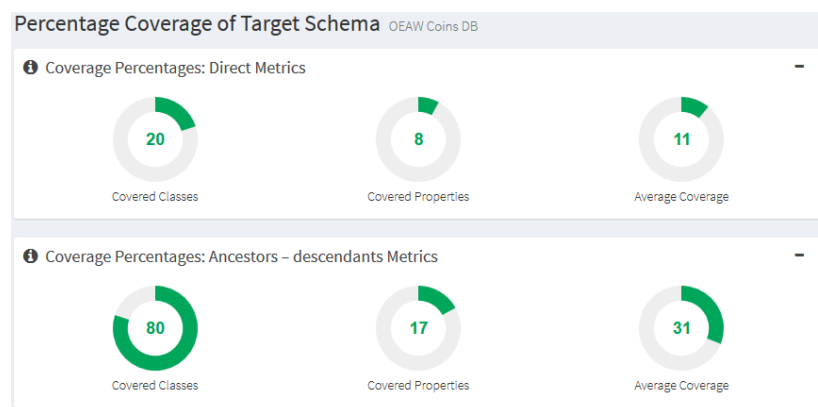 Percentage Coverage of Target Schema OEAW Coins DB
Coverage Percentages: Direct Metrics
20 8 11
Covered Classes Covered Properties Average Coverage
Coverage Percentages: Ancestors – descendants Metrics
80 17 31
Covered Classes Covered Properties Average Coverage